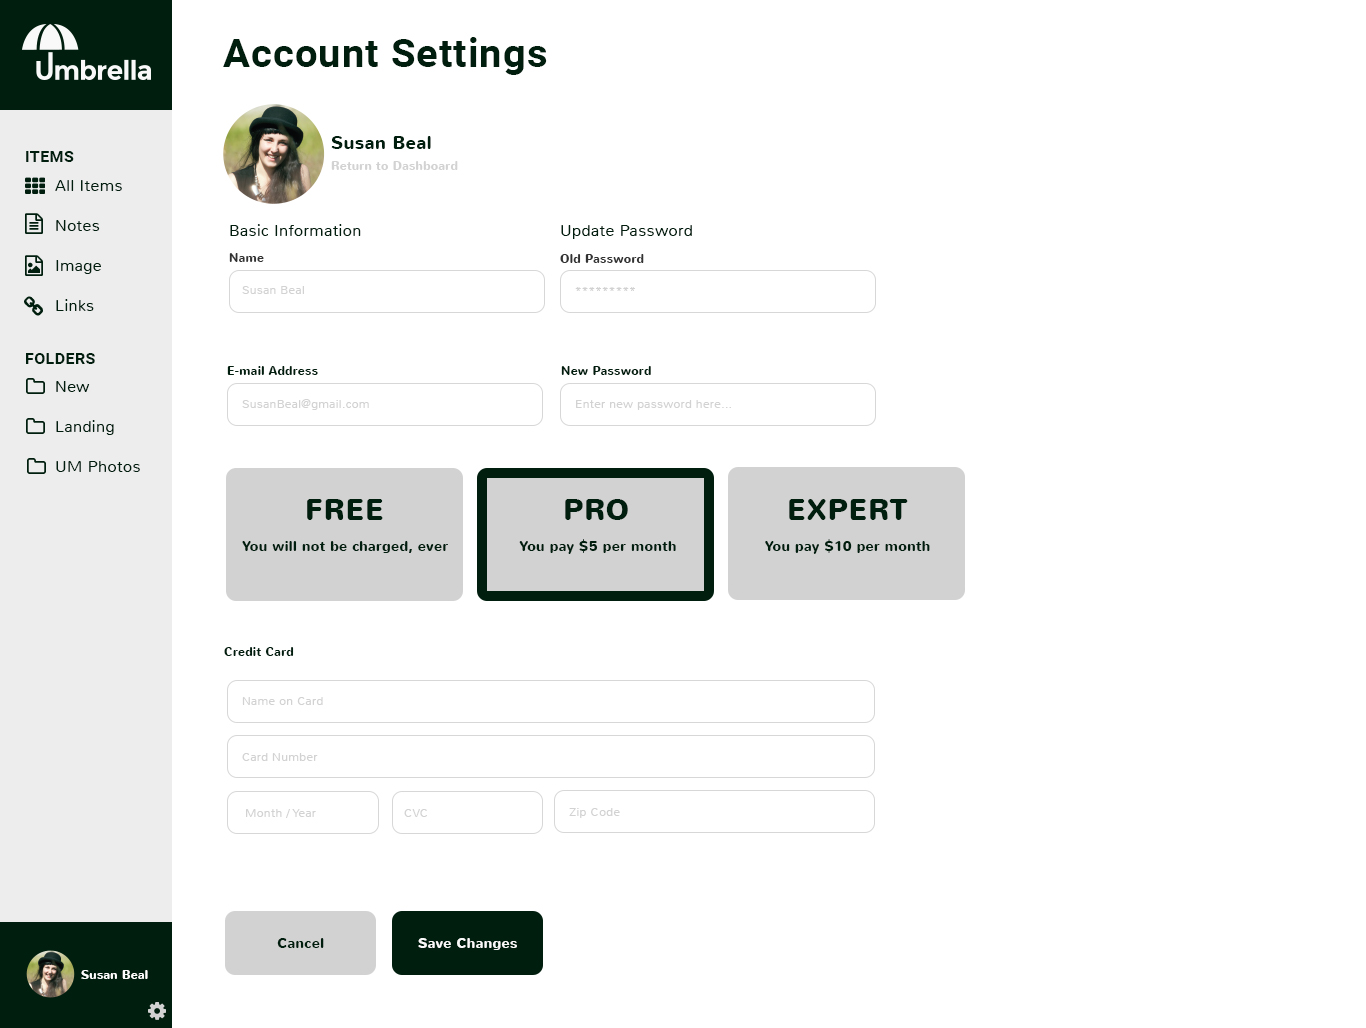 Umbrella
ITEMS
All Items
Notes
Image
Links
FOLDERS
New
Landing
UM Photos
Susan Beal
Account Settings
Susan Beal
Return to Dashboard
Basic Information
Name
Susan Beal
E-mail Address
SusanBeal@gmail.com
Update Password
Old Password
*********
New Password
Enter new password here...
FREE
You will not be charged, ever
PRO
You pay $5 per month
EXPERT
You pay $10 per month
Credit Card
Name on Card
Card Number
Month / Year
CVC
Zip Code
Cancel
Save Changes